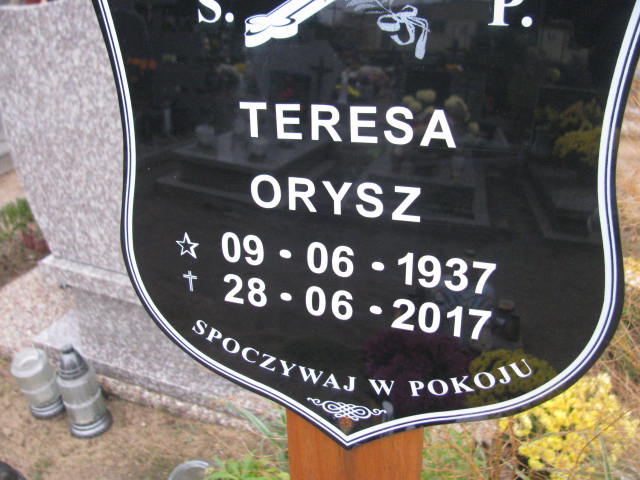 S. P.
TERESA
ORYSZ
☆ 09 · 06 · 1937
† 28 · 06 · 2017
SPOCZYWAJ W POKOJU